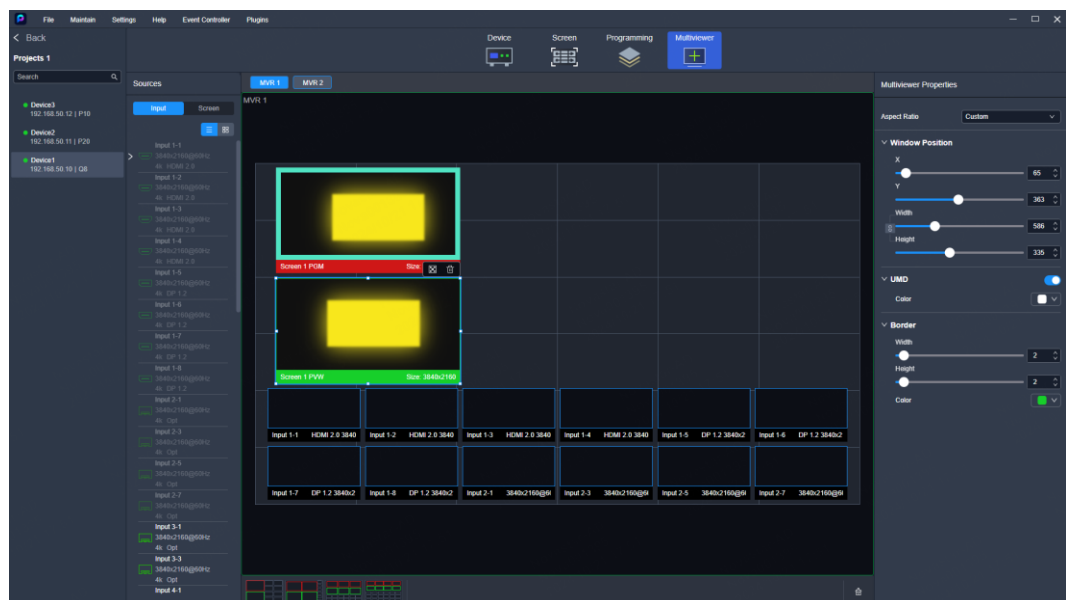 File Maintain Settings Help Event Controller Plugins
Back
Device Screen Programming Multiviewer
Projects 1
Search
Device3
192.168.50.12 | P10
Device2
192.168.50.11 | P20
Device1
192.168.50.10 | Q8
Sources
Input Screen
Input 1-1
3840x2160@60Hz
4k HDMI 2.0
Input 1-2
3840x2160@60Hz
4k HDMI 2.0
Input 1-3
3840x2160@60Hz
4k HDMI 2.0
Input 1-4
3840x2160@60Hz
4k HDMI 2.0
Input 1-5
3840x2160@60Hz
4k DP 1.2
Input 1-6
3840x2160@60Hz
4k DP 1.2
Input 1-7
3840x2160@60Hz
4k DP 1.2
Input 1-8
3840x2160@60Hz
4k DP 1.2
Input 2-1
3840x2160@60Hz
4k Opt
Input 2-3
3840x2160@60Hz
4k Opt
Input 2-5
3840x2160@60Hz
4k Opt
Input 2-7
3840x2160@60Hz
4k Opt
Input 3-1
3840x2160@60Hz
4k Opt
Input 3-3
3840x2160@60Hz
4k Opt
Input 4-1
MVR 1 MVR 2
MVR 1
Screen 1 PGM Size
Screen 1 PVW Size: 3840x2160
Input 1-1 HDMI 2.0 3840 Input 1-2 HDMI 2.0 3840 Input 1-3 HDMI 2.0 3840 Input 1-4 HDMI 2.0 3840 Input 1-5 DP 1.2 3840x2 Input 1-6 DP 1.2 3840x2
Input 1-7 DP 1.2 3840x2 Input 1-8 DP 1.2 3840x2 Input 2-1 3840x2160@6 Input 2-3 3840x2160@6 Input 2-5 3840x2160@6 Input 2-7 3840x2160@6
Multiviewer Properties
Aspect Ratio Custom
Window Position
X
65
Y
363
Width
586
Height
335
UMD
Color
Border
Width
2
Height
2
Color